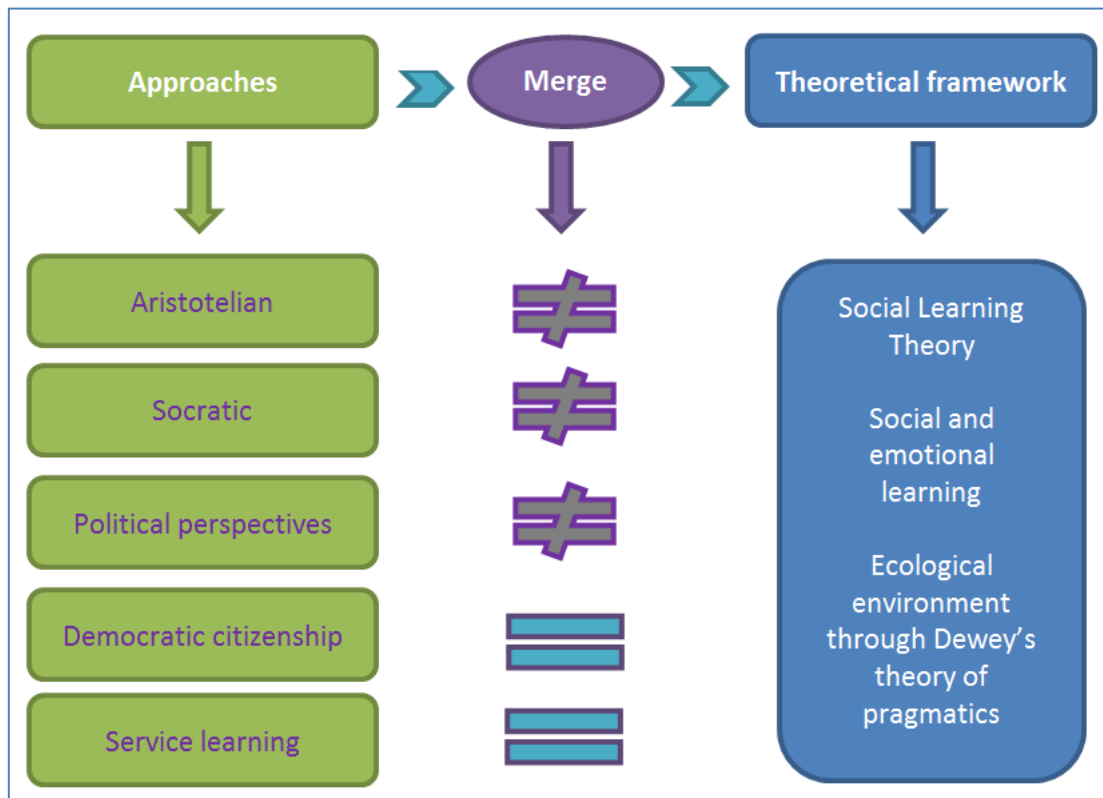 Approaches
Merge
Theoretical framework
Aristotelian
Socratic
Political perspectives
Democratic citizenship
Service learning
Social Learning
Theory
Social and
emotional
learning
Ecological
environment
through Dewey’s
theory of
pragmatics